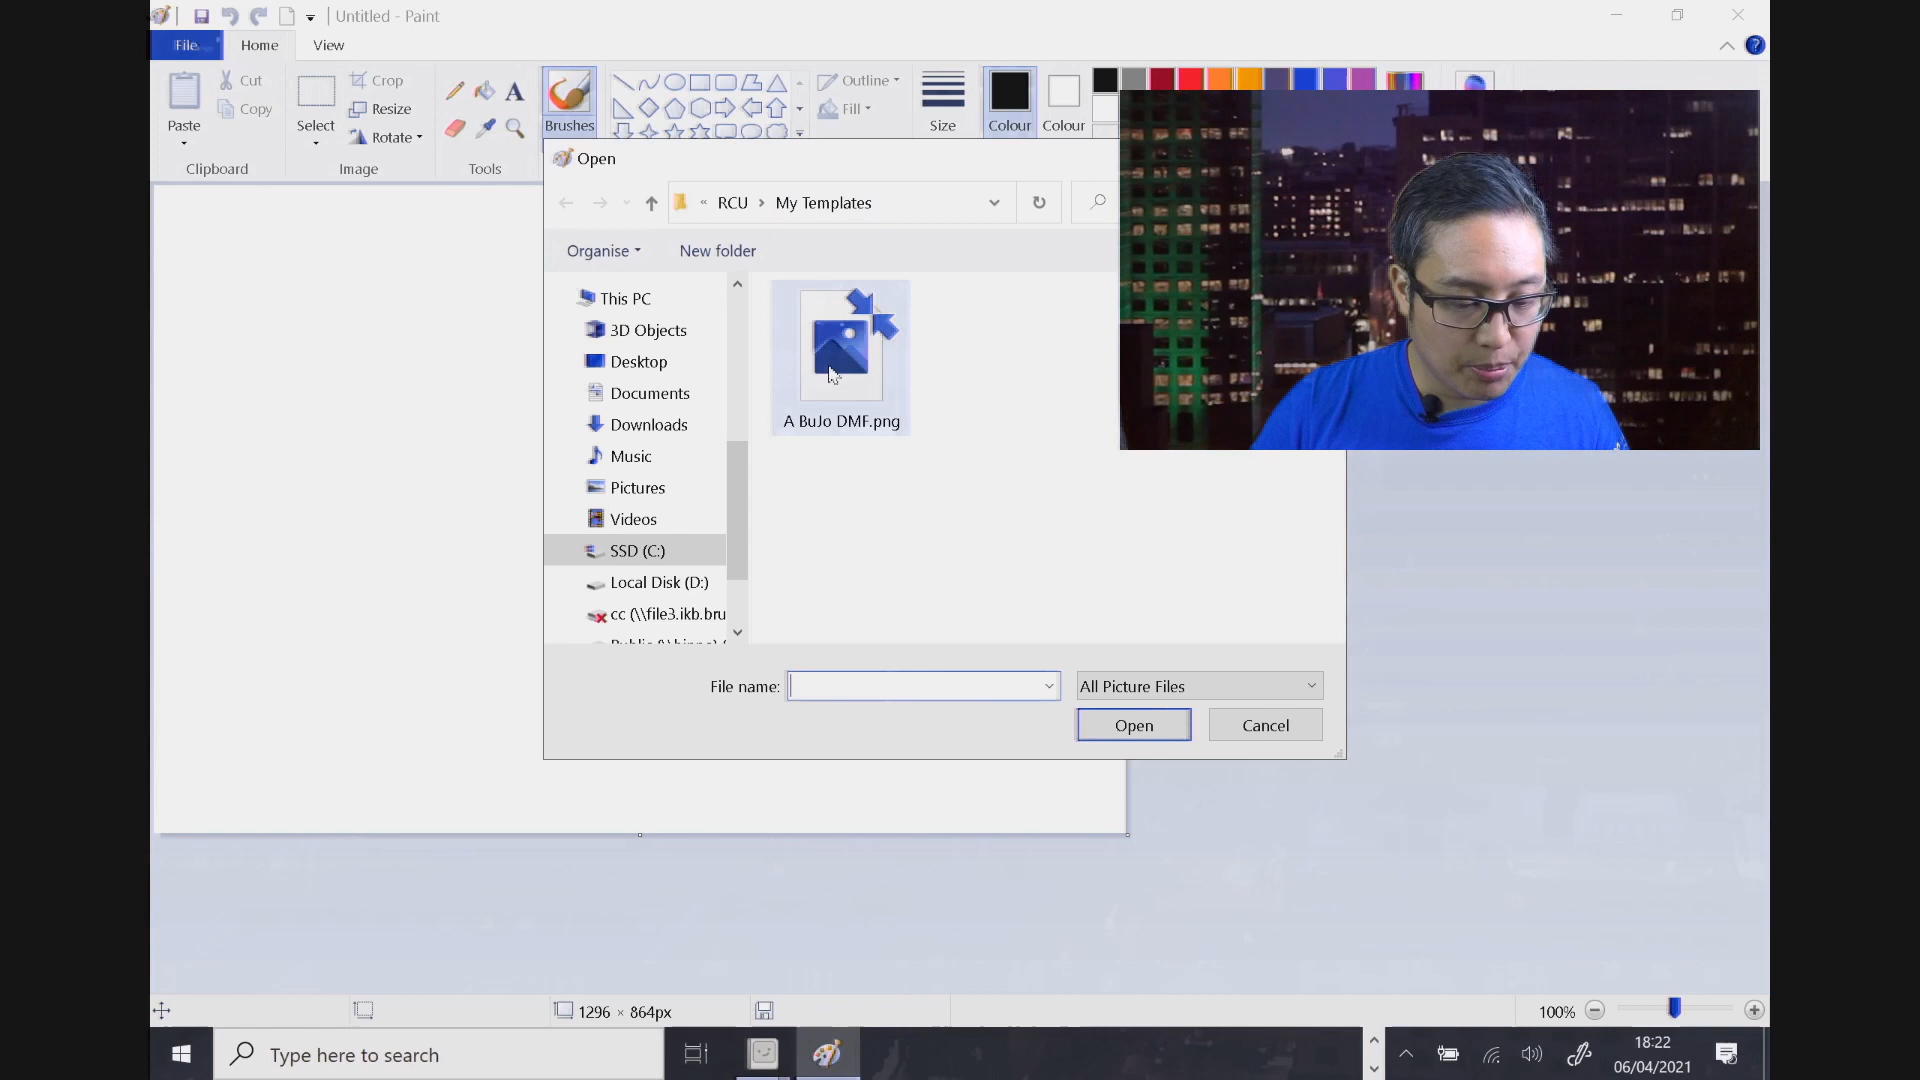 Untitled - Paint
File Home View
Paste
Cut
Copy
Clipboard
Select
Crop
Resize
Rotate
Image
Tools
Brushes
Outline
Fill
Size
Colour
Colour
Open
« RCU > My Templates
Organise New folder
This PC
3D Objects
Desktop
Documents
Downloads
Music
Pictures
Videos
SSD (C:)
Local Disk (D:)
cc (\\file3.ikb.bru
A BuJo DMF.png
File name:
All Picture Files
Open Cancel
1296 × 864px
100%
Type here to search
18:22
06/04/2021